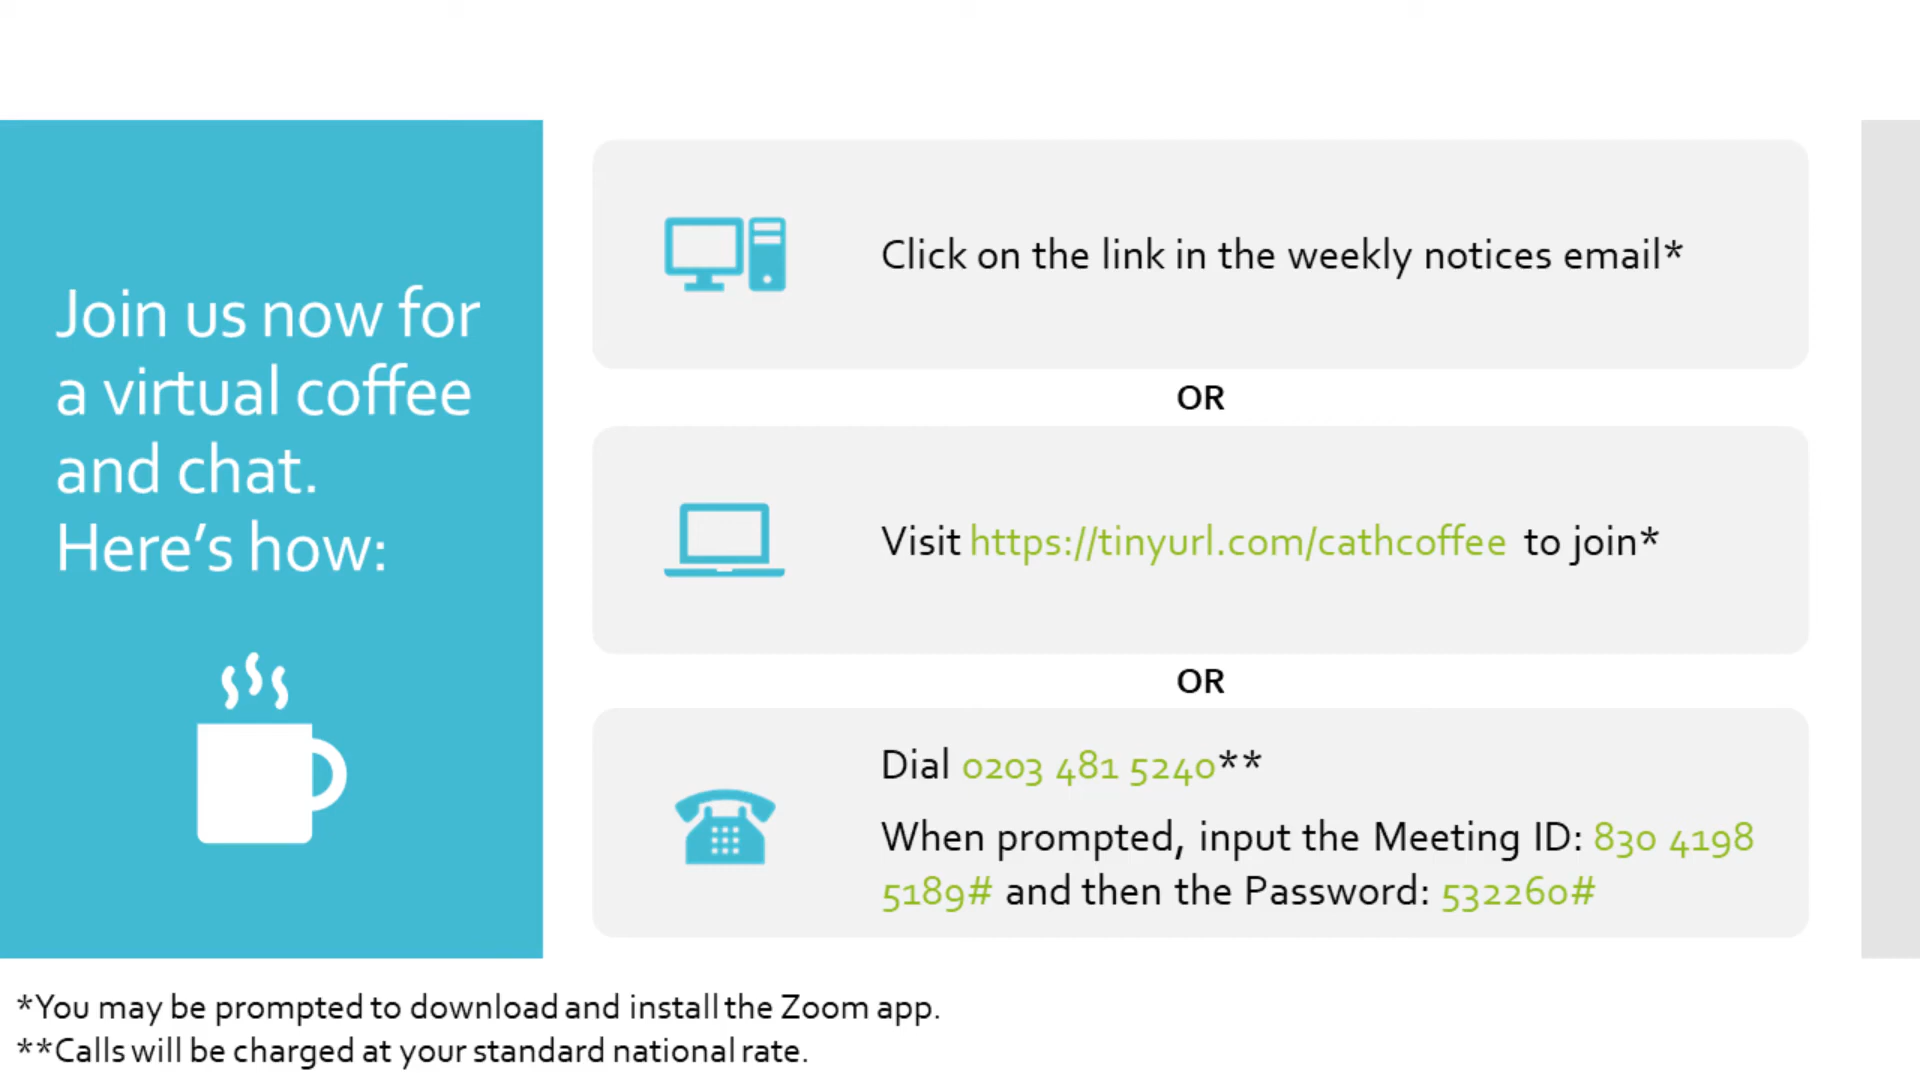 Join us now for
a virtual coffee
and chat.
Here’s how:
Click on the link in the weekly notices email*
OR
Visit https://tinyurl.com/cathcoffee to join*
OR
Dial 0203 481 5240**
When prompted, input the Meeting ID: 830 4198
5189# and then the Password: 532260#
*You may be prompted to download and install the Zoom app.
**Calls will be charged at your standard national rate.